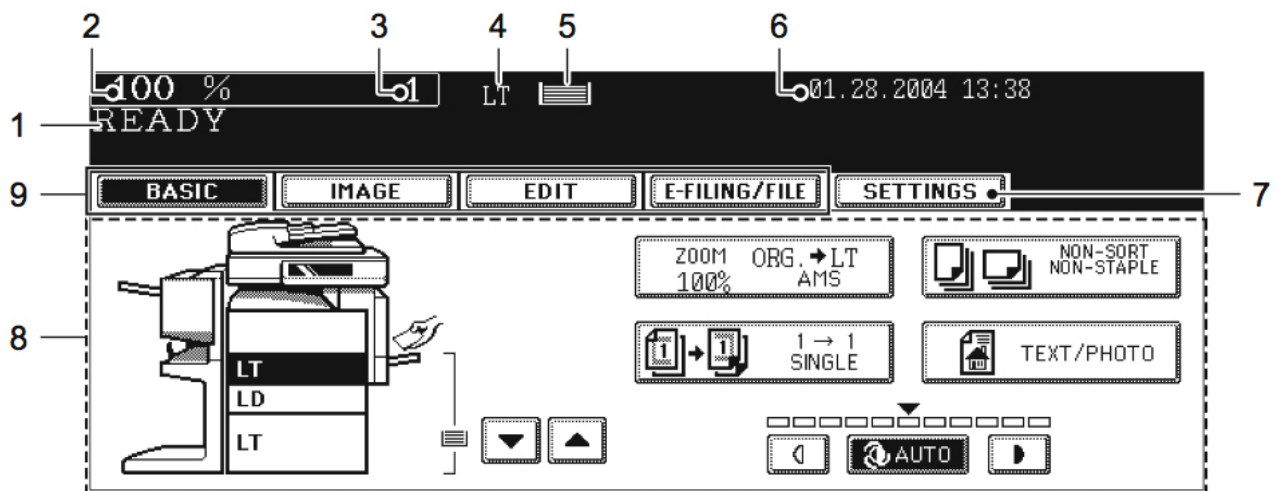 2 3 4 5 6
100 % 1 LT 01.28.2004 13:38
1
READY
9 BASIC IMAGE EDIT E-FILING/FILE SETTINGS 7
ZOOM ORG.➜LT
100% AMS
NON-SORT
NON-STAPLE
8
1 1 1 → 1
SINGLE
TEXT/PHOTO
LT
LD
LT
AUTO